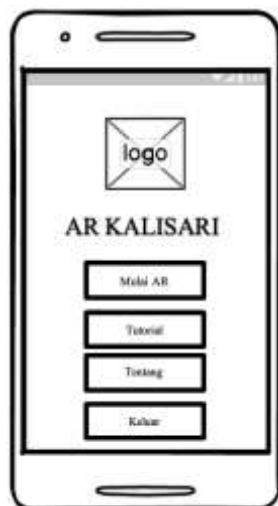 logo
AR KALISARI
Mulai AR
Tutorial
Tentang
Keluar